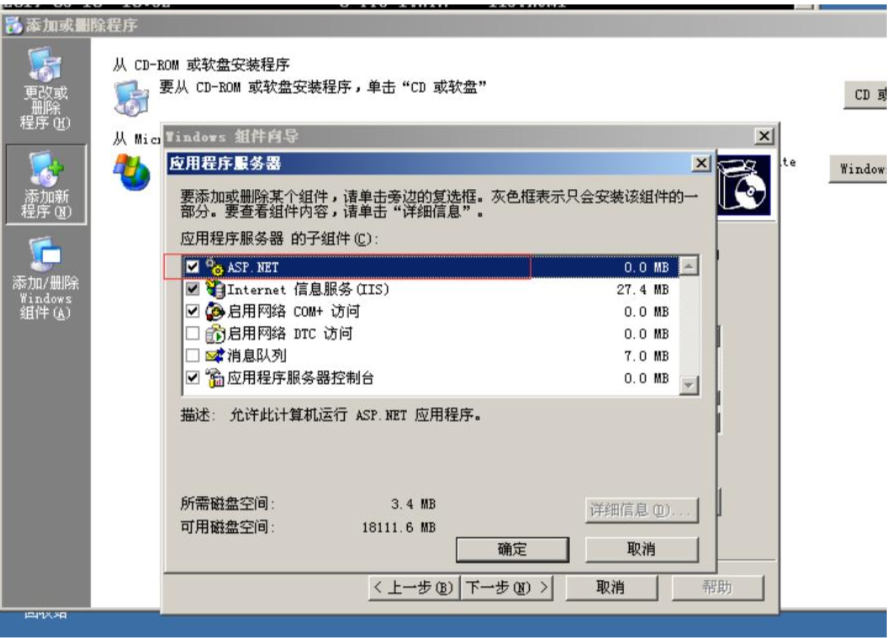 添加或删除程序
更改或
删除
程序(H)
添加新
程序(N)
添加/删除
Windows
组件(A)
从 CD-ROM 或软盘安装程序
要从 CD-ROM 或软盘安装程序，单击“CD 或软盘”
CD 或
从 Mic
Windows
Windows 组件向导
应用程序服务器
要添加或删除某个组件，请单击旁边的复选框。灰色框表示只会安装该组件的一
部分。要查看组件内容，请单击“详细信息”。
应用程序服务器 的子组件(C):
ASP.NET 0.0 MB
Internet 信息服务(IIS) 27.4 MB
启用网络 COM+ 访问 0.0 MB
启用网络 DTC 访问 0.0 MB
消息队列 7.0 MB
应用程序服务器控制台 0.0 MB
描述: 允许此计算机运行 ASP.NET 应用程序。
所需磁盘空间: 3.4 MB
可用磁盘空间: 18111.6 MB
详细信息(D)...
确定
取消
< 上一步(B)
下一步(N) >
取消
帮助